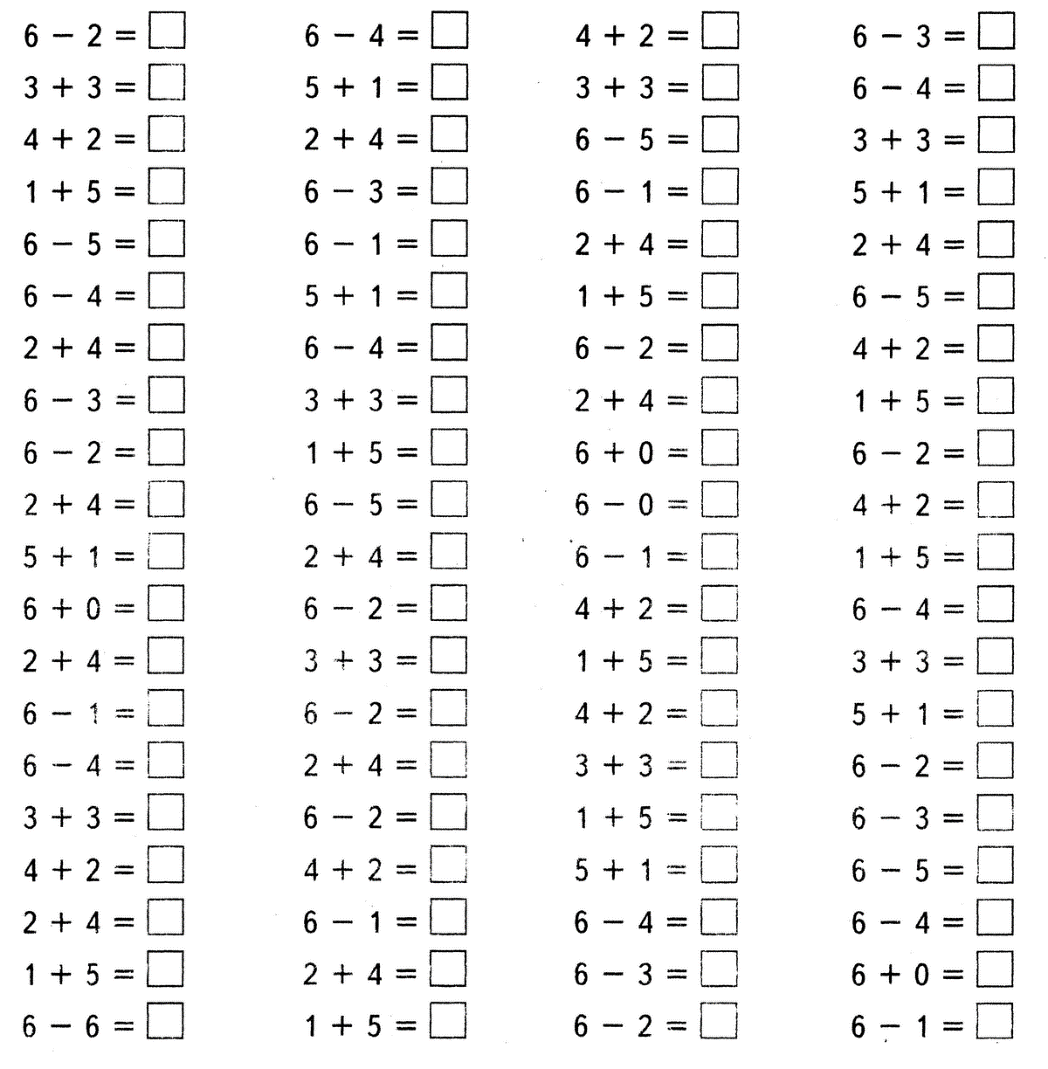 6 − 2 = □ 6 − 4 = □ 4 + 2 = □ 6 − 3 = □
3 + 3 = □ 5 + 1 = □ 3 + 3 = □ 6 − 4 = □
4 + 2 = □ 2 + 4 = □ 6 − 5 = □ 3 + 3 = □
1 + 5 = □ 6 − 3 = □ 6 − 1 = □ 5 + 1 = □
6 − 5 = □ 6 − 1 = □ 2 + 4 = □ 2 + 4 = □
6 − 4 = □ 5 + 1 = □ 1 + 5 = □ 6 − 5 = □
2 + 4 = □ 6 − 4 = □ 6 − 2 = □ 4 + 2 = □
6 − 3 = □ 3 + 3 = □ 2 + 4 = □ 1 + 5 = □
6 − 2 = □ 1 + 5 = □ 6 + 0 = □ 6 − 2 = □
2 + 4 = □ 6 − 5 = □ 6 − 0 = □ 4 + 2 = □
5 + 1 = □ 2 + 4 = □ 6 − 1 = □ 1 + 5 = □
6 + 0 = □ 6 − 2 = □ 4 + 2 = □ 6 − 4 = □
2 + 4 = □ 3 + 3 = □ 1 + 5 = □ 3 + 3 = □
6 − 1 = □ 6 − 2 = □ 4 + 2 = □ 5 + 1 = □
6 − 4 = □ 2 + 4 = □ 3 + 3 = □ 6 − 2 = □
3 + 3 = □ 6 − 2 = □ 1 + 5 = □ 6 − 3 = □
4 + 2 = □ 4 + 2 = □ 5 + 1 = □ 6 − 5 = □
2 + 4 = □ 6 − 1 = □ 6 − 4 = □ 6 − 4 = □
1 + 5 = □ 2 + 4 = □ 6 − 3 = □ 6 + 0 = □
6 − 6 = □ 1 + 5 = □ 6 − 2 = □ 6 − 1 = □